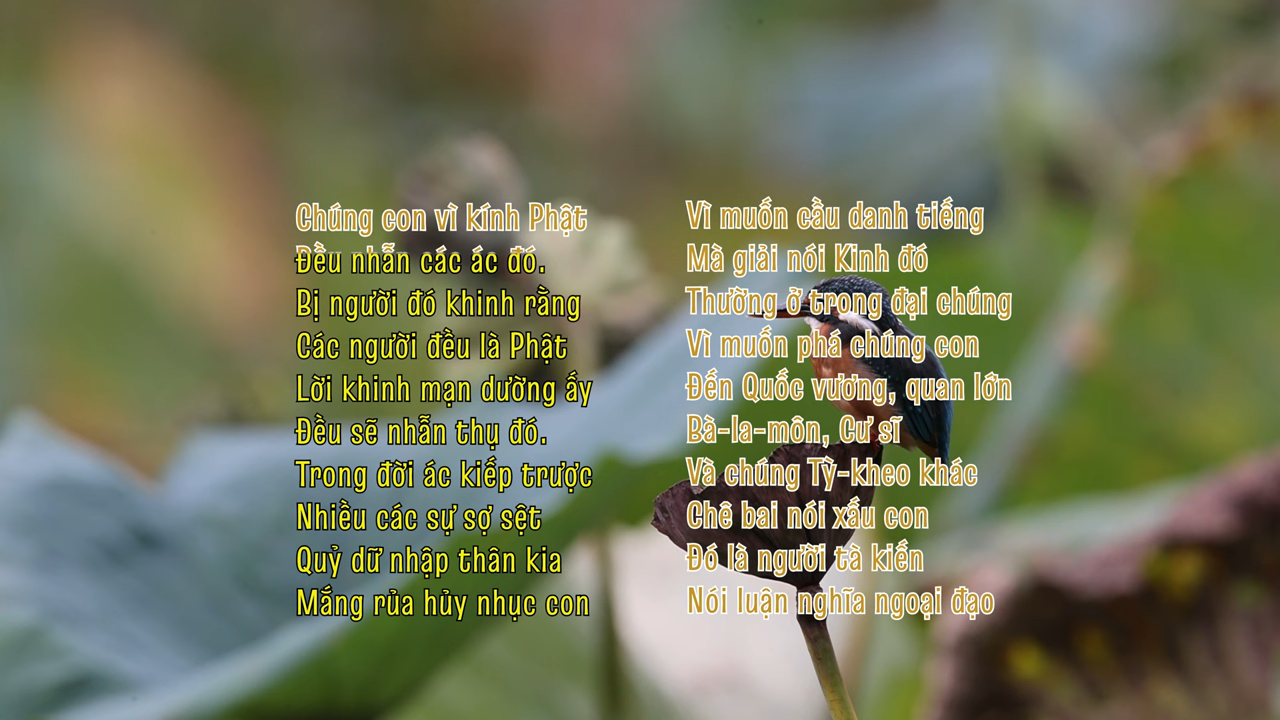 Chúng con vì kính Phật
Đều nhẫn các ác đó.
Bị người đó khinh rằng
Các người đều là Phật
Lời khinh mạn dường ấy
Đều sẽ nhẫn thụ đó.
Trong đời ác kiếp trược
Nhiều các sự sợ sệt
Quỷ dữ nhập thân kia
Mắng rủa hủy nhục con
Vì muốn cầu danh tiếng
Mà giải nói Kinh đó
Thường ở trong đại chúng
Vì muốn phá chúng con
Đến Quốc vương, quan lớn
Bà-la-môn, Cư sĩ
Và chúng Tỳ-kheo khác
Chê bai nói xấu con
Đó là người tà kiến
Nói luận nghĩa ngoại đạo